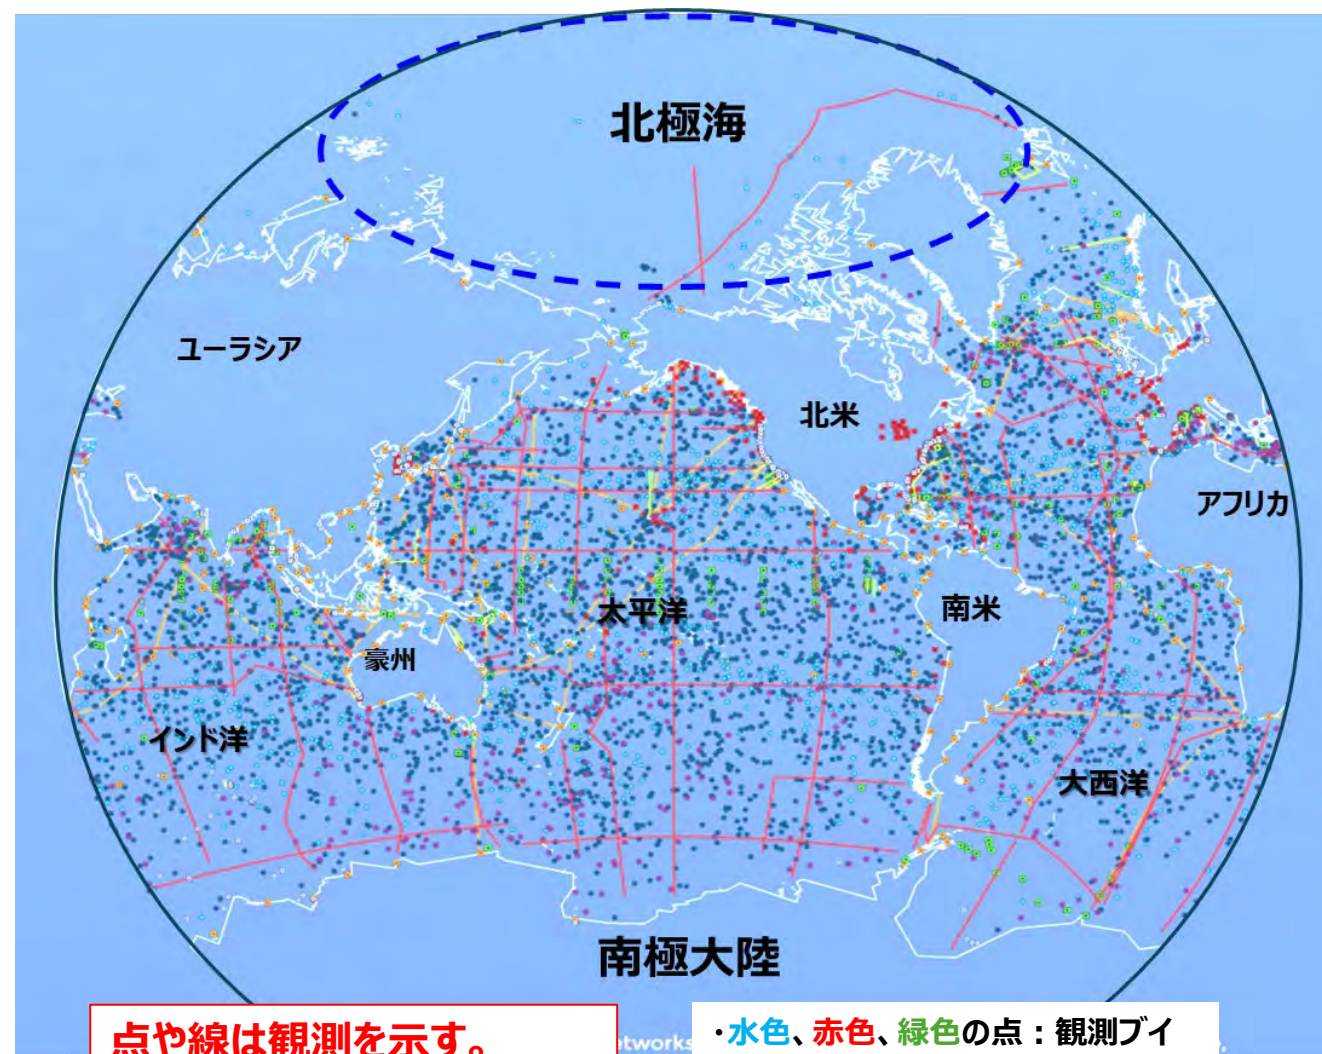 北極海
ユーラシア
北米
アフリカ
太平洋
南米
豪州
インド洋
大西洋
南極大陸
点や線は観測を示す。
・水色、赤色、緑色の点：観測ブイ
etworks